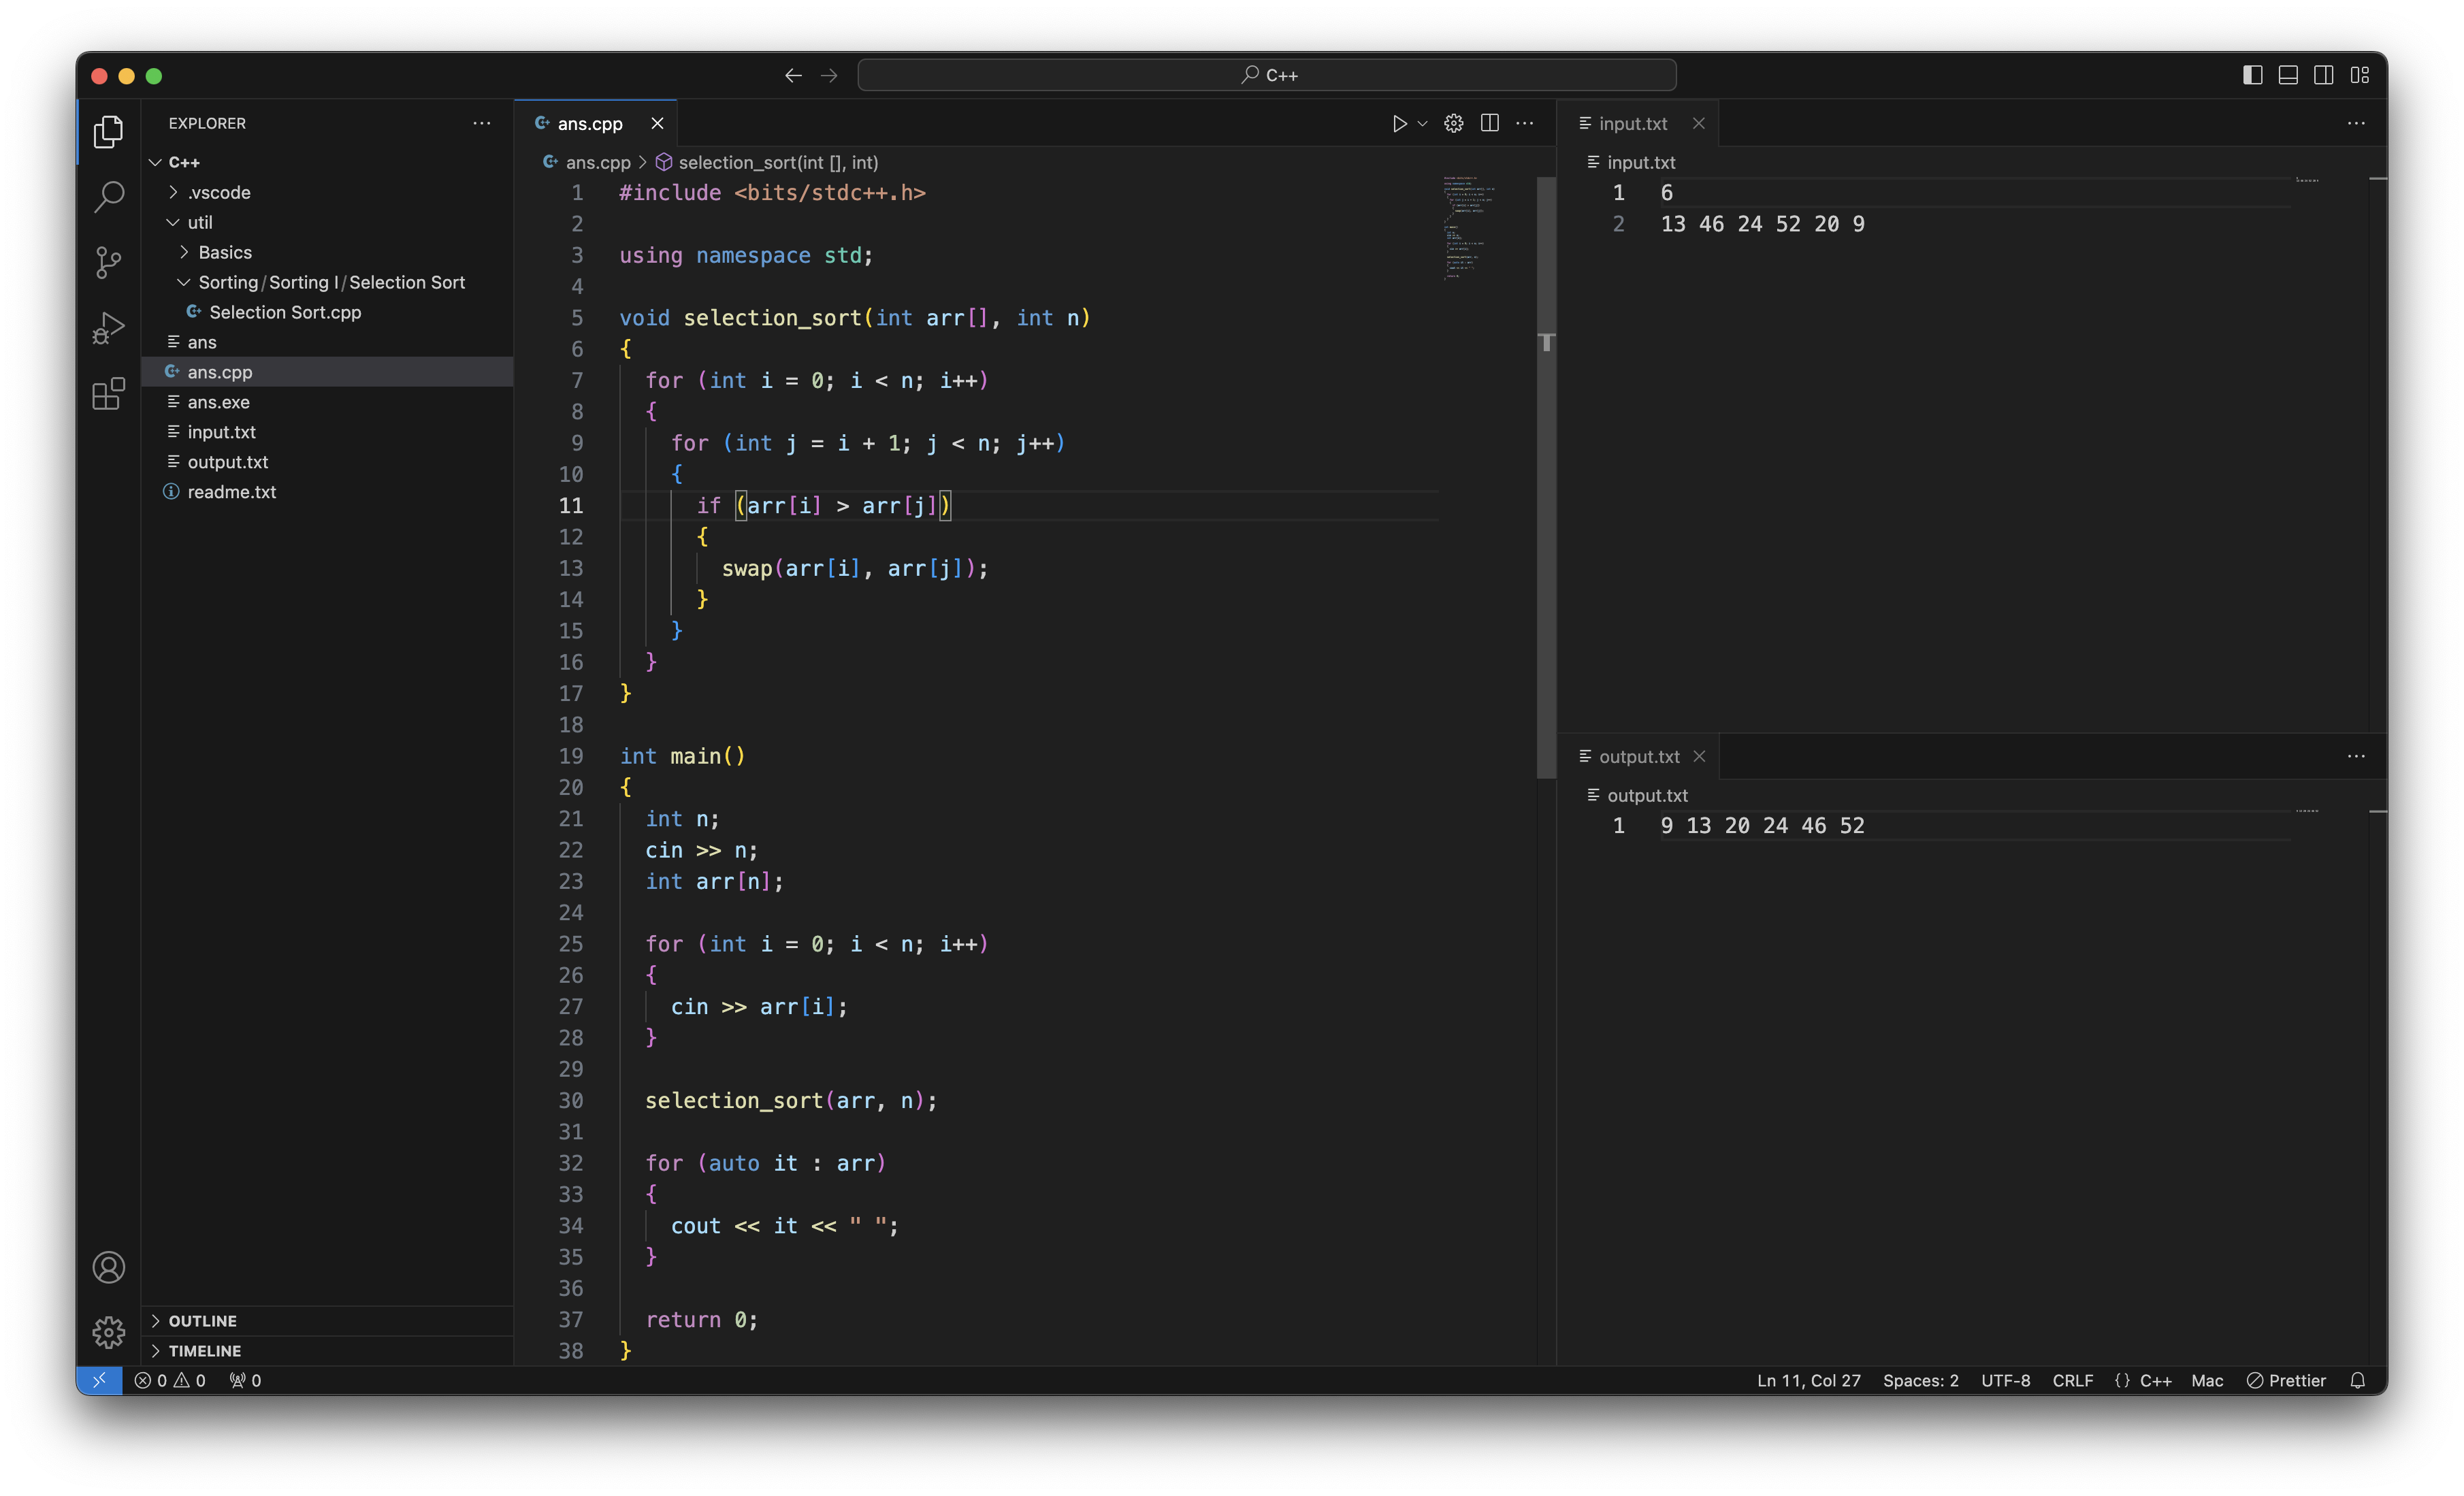 C++
EXPLORER
C++
.vscode
util
Basics
Sorting/Sorting I/Selection Sort
Selection Sort.cpp
ans
ans.cpp
ans.exe
input.txt
output.txt
readme.txt
OUTLINE
TIMELINE
ans.cpp
ans.cpp > selection_sort(int [], int)
1 #include <bits/stdc++.h>
2
3 using namespace std;
4
5 void selection_sort(int arr[], int n)
6 {
7   for (int i = 0; i < n; i++)
8   {
9     for (int j = i + 1; j < n; j++)
10     {
11       if (arr[i] > arr[j])
12       {
13         swap(arr[i], arr[j]);
14       }
15     }
16   }
17 }
18
19 int main()
20 {
21   int n;
22   cin >> n;
23   int arr[n];
24
25   for (int i = 0; i < n; i++)
26   {
27     cin >> arr[i];
28   }
29
30   selection_sort(arr, n);
31
32   for (auto it : arr)
33   {
34     cout << it << " ";
35   }
36
37   return 0;
38 }
input.txt
input.txt
1 6
2 13 46 24 52 20 9
output.txt
output.txt
1 9 13 20 24 46 52
0 0 0
Ln 11, Col 27 Spaces: 2 UTF-8 CRLF {} C++ Mac Prettier